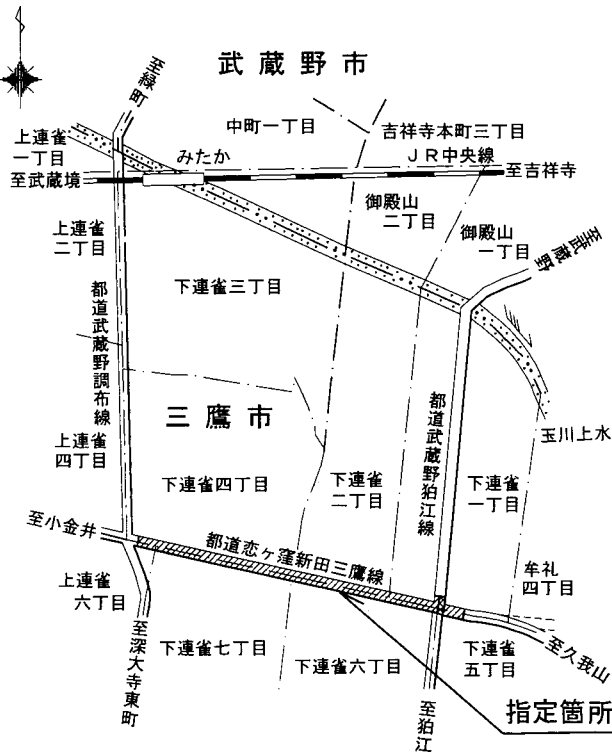 武蔵野市
至緑町
中町一丁目
吉祥寺本町三丁目
上連雀
一丁目
みたか
JR中央線
至武蔵境
至吉祥寺
御殿山
二丁目
御殿山
一丁目
至武蔵野
上連雀
二丁目
下連雀三丁目
都道武蔵野調布線
三鷹市
都道武蔵野狛江線
玉川上水
上連雀
四丁目
下連雀四丁目
下連雀
二丁目
下連雀
一丁目
至小金井
都道恋ヶ窪新田三鷹線
牟礼
四丁目
上連雀
六丁目
至深大寺東町
下連雀七丁目
下連雀六丁目
下連雀
五丁目
至久我山
至狛江
指定箇所